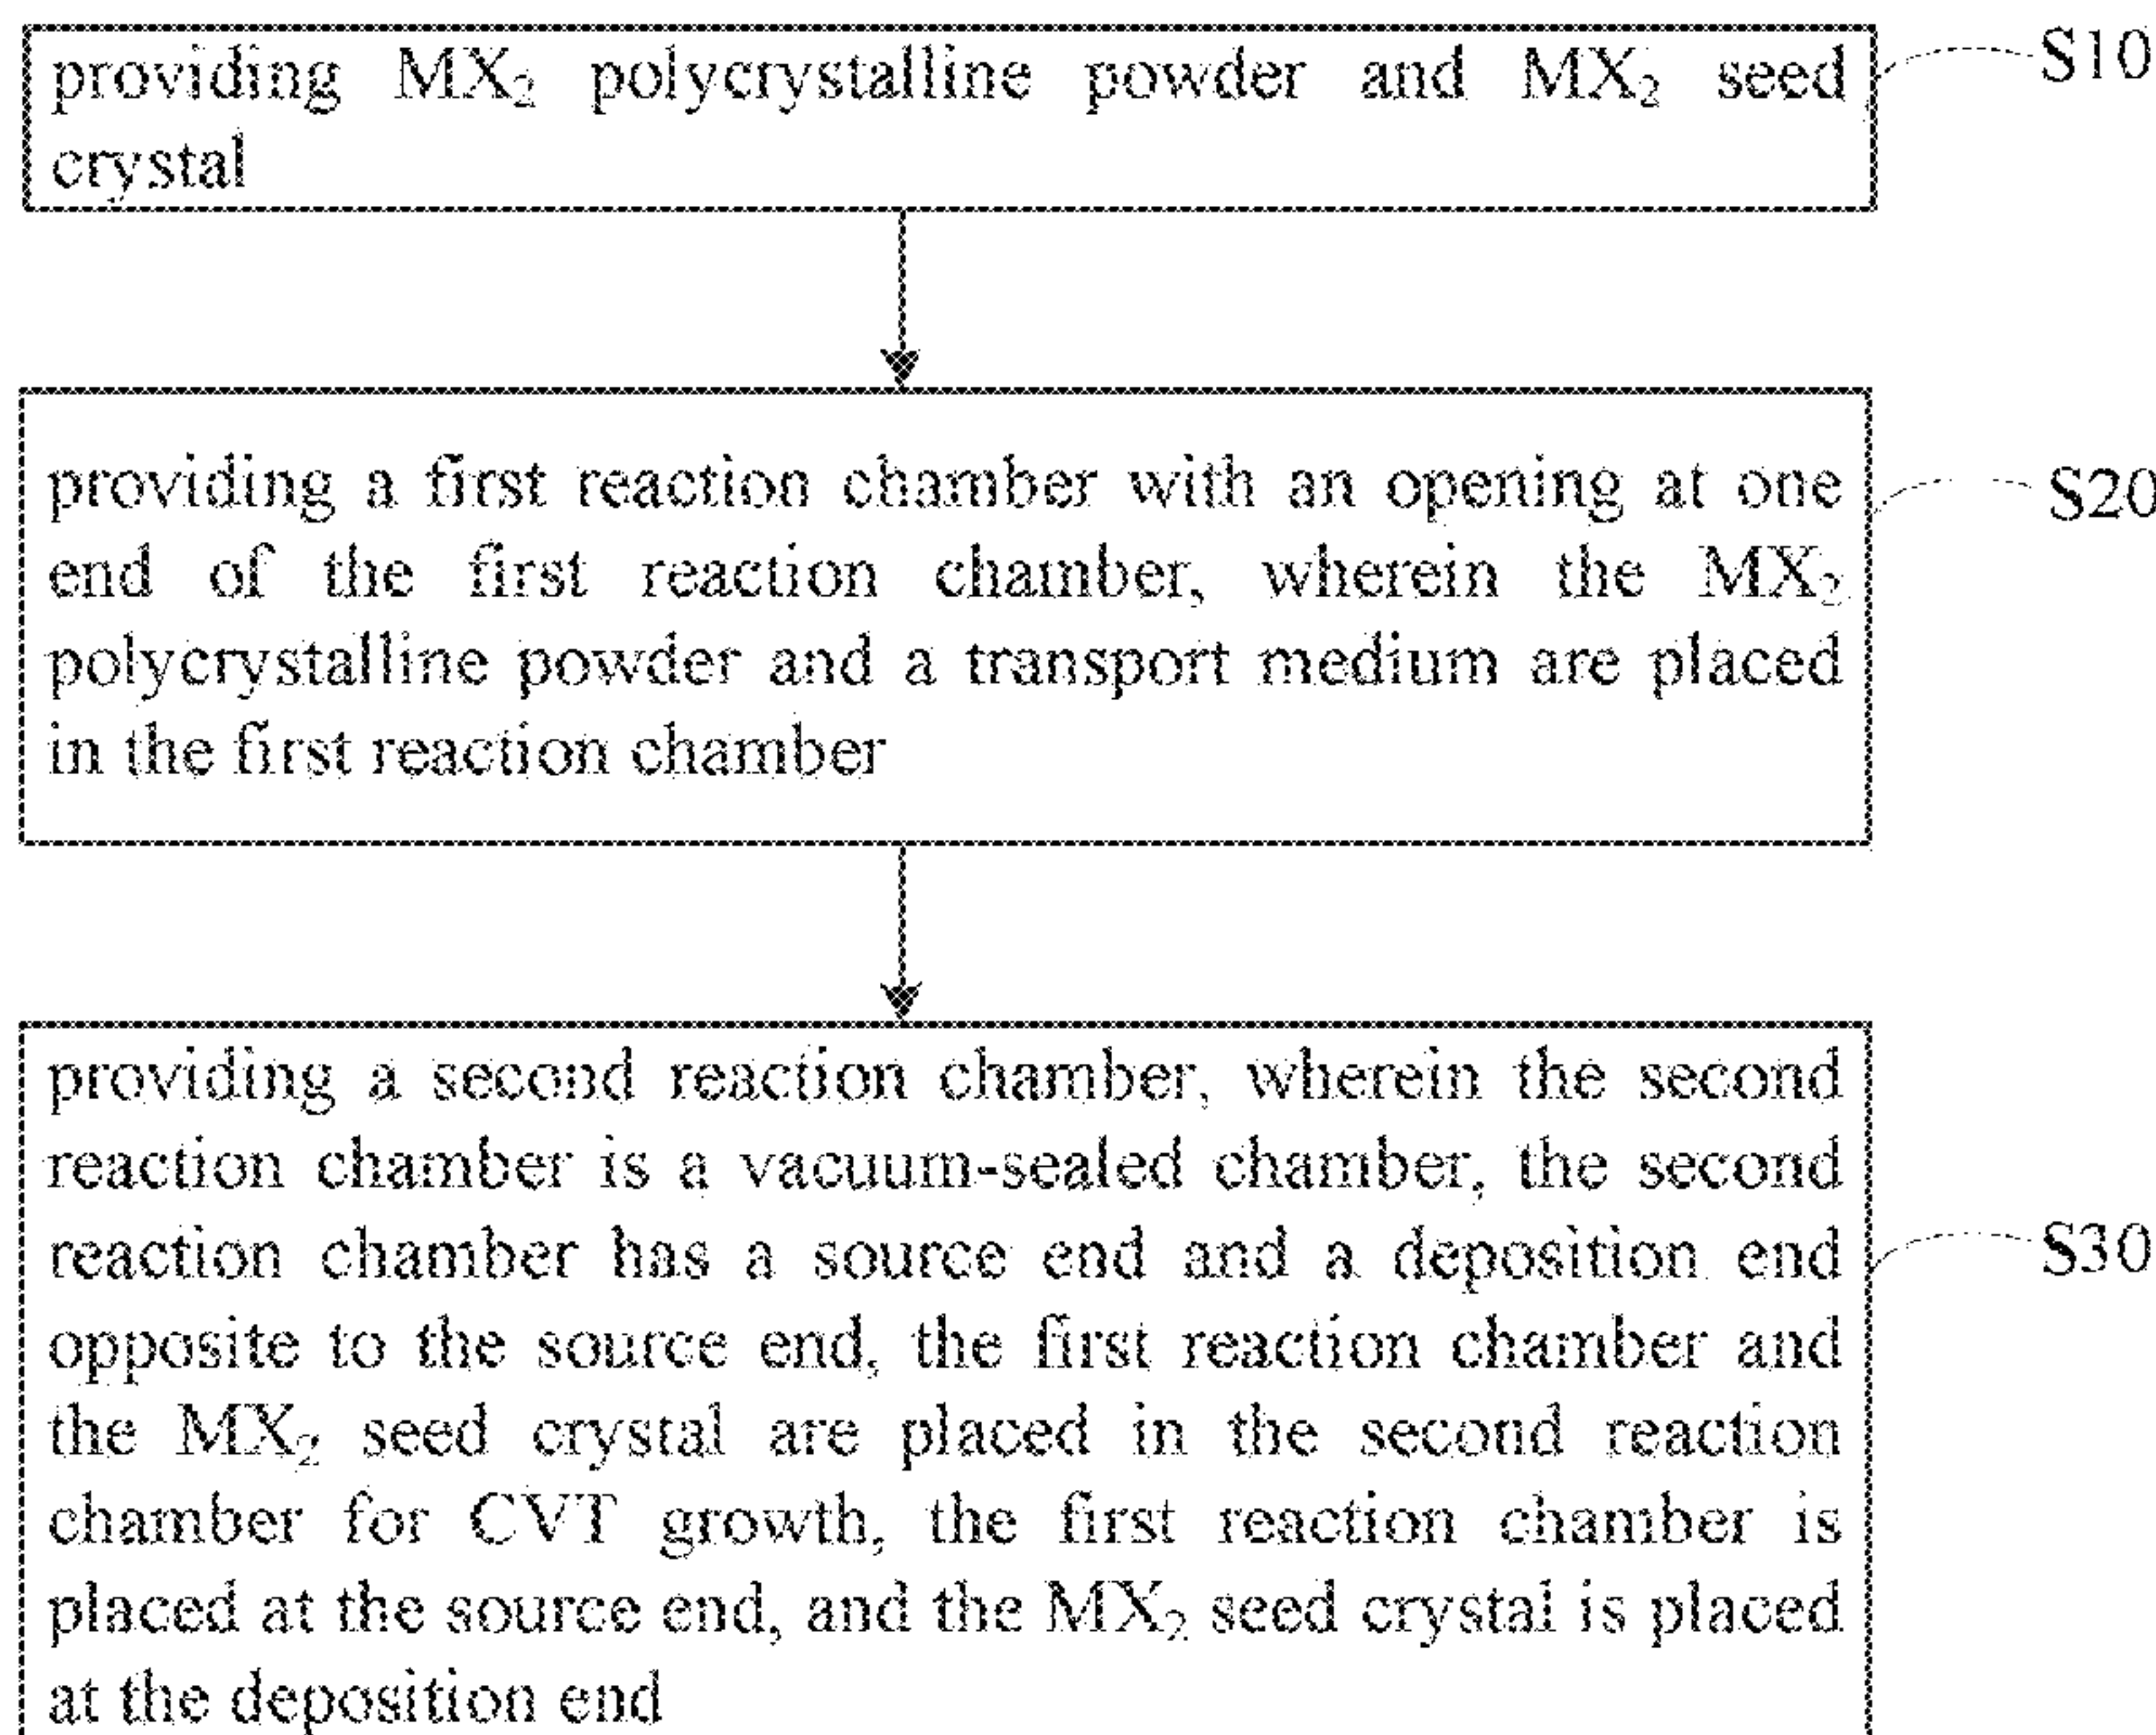 providing MX₂ polycrystalline powder and MX₂ seed
crystal
S10
providing a first reaction chamber with an opening at one
end of the first reaction chamber, wherein the MX₂
polycrystalline powder and a transport medium are placed
in the first reaction chamber
S20
providing a second reaction chamber, wherein the second
reaction chamber is a vacuum-sealed chamber, the second
reaction chamber has a source end and a deposition end
opposite to the source end, the first reaction chamber and
the MX₂ seed crystal are placed in the second reaction
chamber for CVT growth, the first reaction chamber is
placed at the source end, and the MX₂ seed crystal is placed
at the deposition end
S30